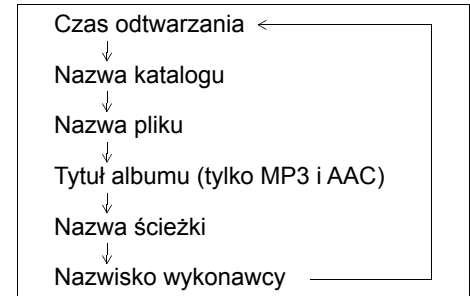 Czas odtwarzania
Nazwa katalogu
Nazwa pliku
Tytuł albumu (tylko MP3 i AAC)
Nazwa ścieżki
Nazwisko wykonawcy